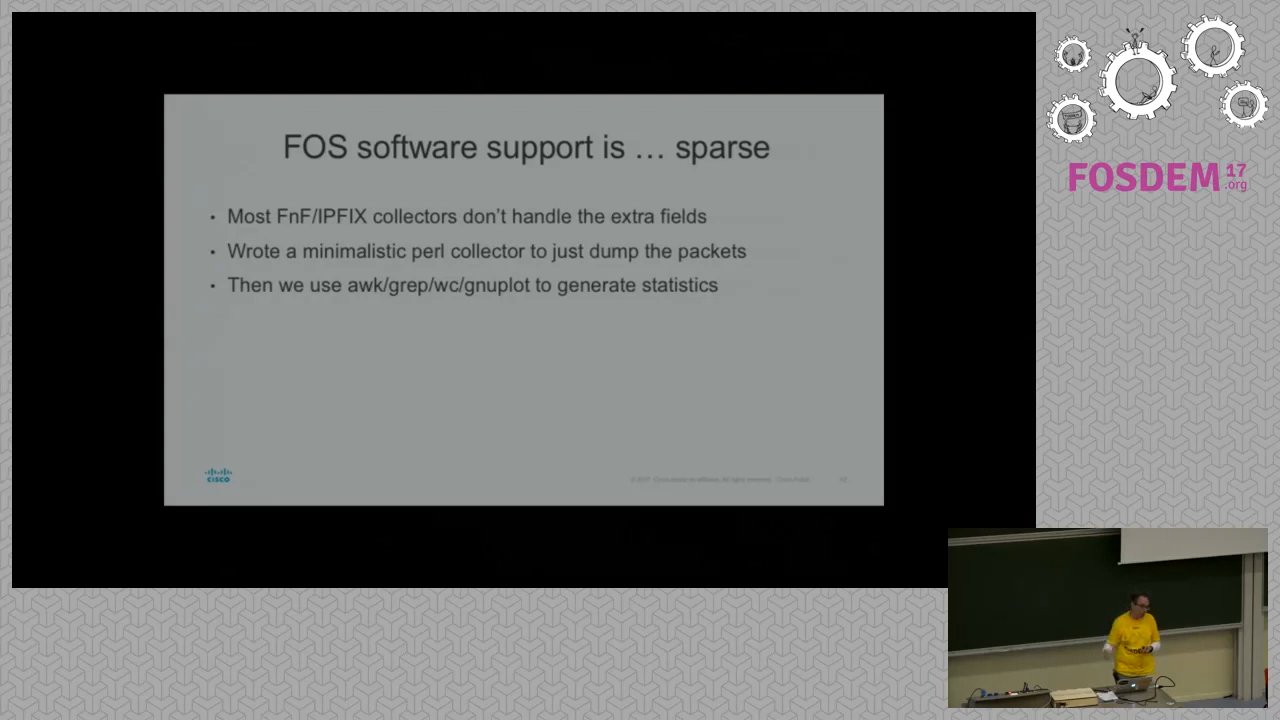 FOS software support is … sparse
• Most FnF/IPFIX collectors don't handle the extra fields
• Wrote a minimalistic perl collector to just dump the packets
• Then we use awk/grep/wc/gnuplot to generate statistics
CISCO
FOSDEM 17
.org